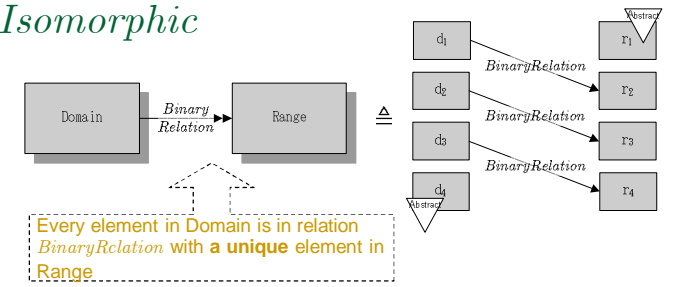 Isomorphic
Domain
Binary
Relation
Range
≜
d1
d2
d3
d4
Abstract
BinaryRelation
BinaryRelation
BinaryRelation
Abstract
r1
r2
r3
r4
Every element in Domain is in relation
BinaryRclation with a unique element in
Range